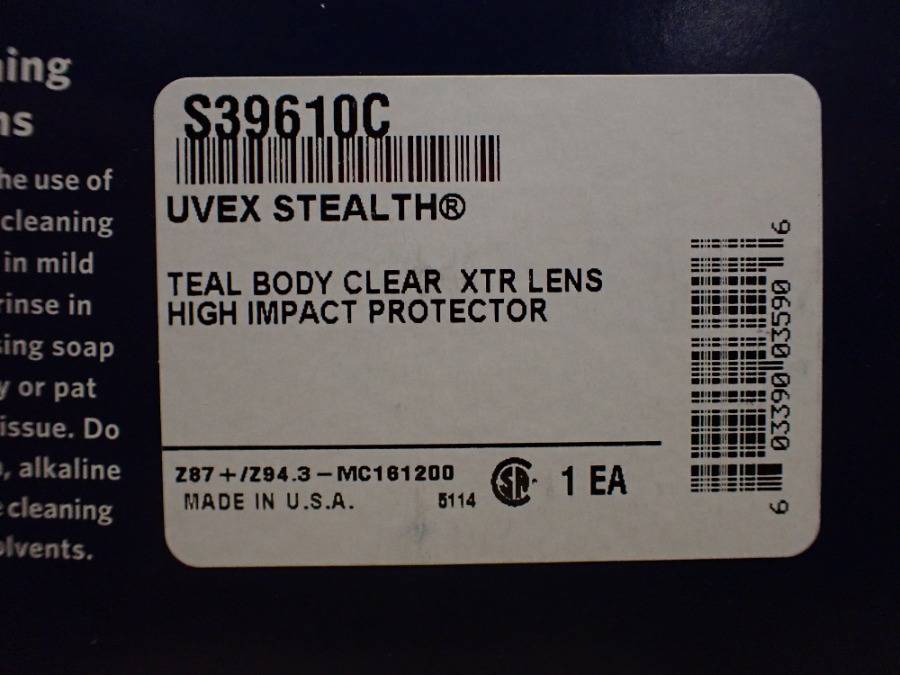 ns
he use of
cleaning
in mild
rinse in
sing soap
y or pat
issue. Do
, alkaline
cleaning
olvents.
S39610C
UVEX STEALTH®
TEAL BODY CLEAR XTR LENS
HIGH IMPACT PROTECTOR
Z87+/Z94.3-MC161200
MADE IN U.S.A. 5114
SA
1 EA
6 03390 03590 6